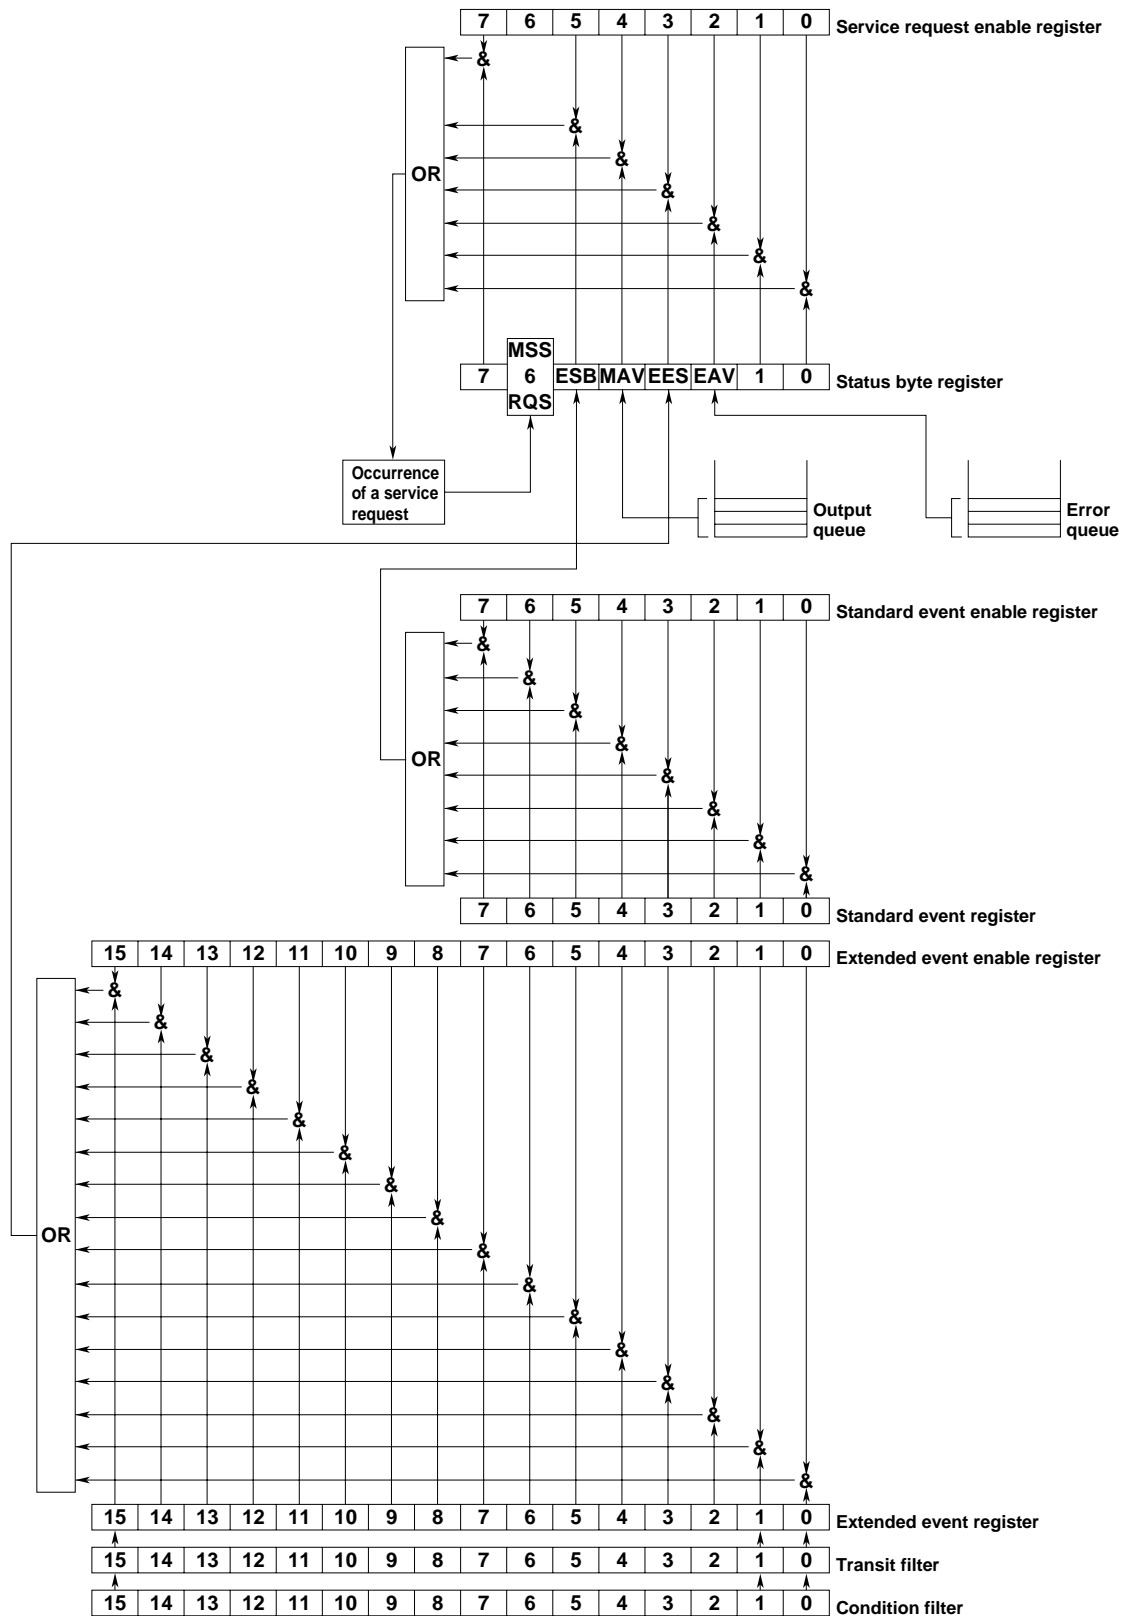 7 6 5 4 3 2 1 0 Service request enable register
&
&
&
OR
&
&
&
&
MSS
7 6 ESB MAV EES EAV 1 0 Status byte register
RQS
Occurrence
of a service
request
Output
queue
Error
queue
7 6 5 4 3 2 1 0 Standard event enable register
&
&
&
&
OR
&
&
&
&
7 6 5 4 3 2 1 0 Standard event register
15 14 13 12 11 10 9 8 7 6 5 4 3 2 1 0 Extended event enable register
&
&
&
&
&
&
&
&
OR
&
&
&
&
&
&
&
&
15 14 13 12 11 10 9 8 7 6 5 4 3 2 1 0 Extended event register
15 14 13 12 11 10 9 8 7 6 5 4 3 2 1 0 Transit filter
15 14 13 12 11 10 9 8 7 6 5 4 3 2 1 0 Condition filter